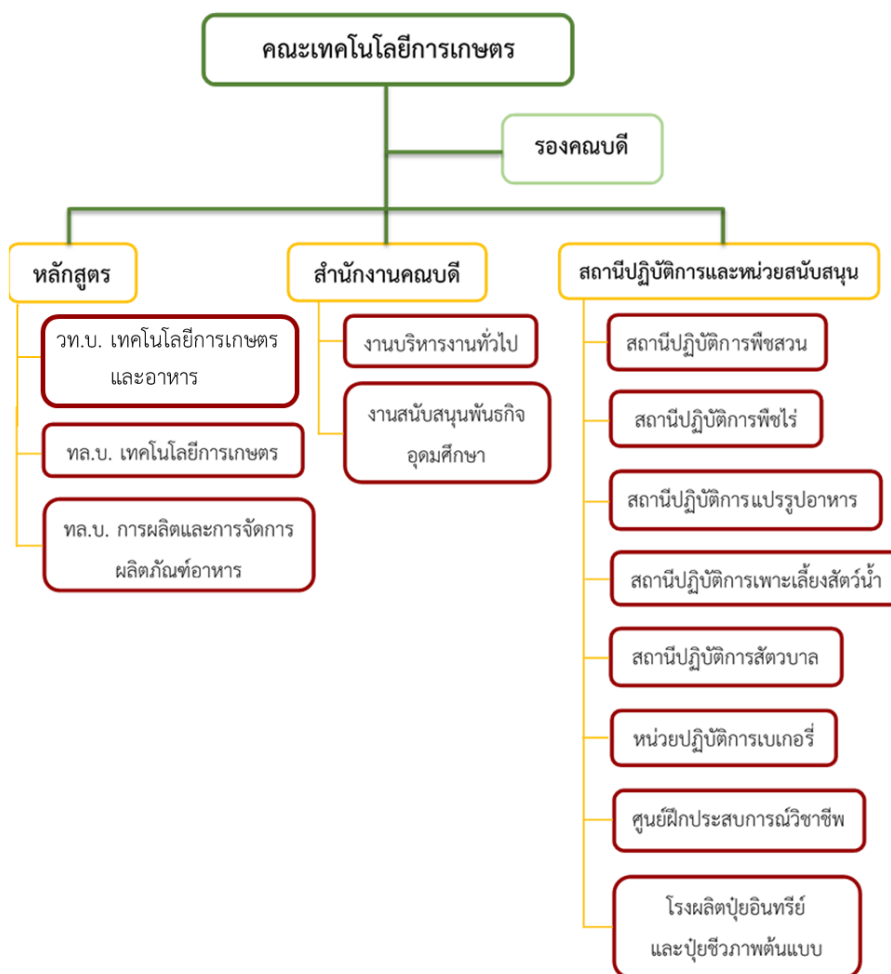 คณะเทคโนโลยีการเกษตร
รองคณบดี
หลักสูตร
วท.บ. เทคโนโลยีการเกษตร
และอาหาร
ทล.บ. เทคโนโลยีการเกษตร
ทล.บ. การผลิตและการจัดการ
ผลิตภัณฑ์อาหาร
สำนักงานคณบดี
งานบริหารงานทั่วไป
งานสนับสนุนพันธกิจ
อุดมศึกษา
สถานีปฏิบัติการและหน่วยสนับสนุน
สถานีปฏิบัติการพืชสวน
สถานีปฏิบัติการพืชไร่
สถานีปฏิบัติการแปรรูปอาหาร
สถานีปฏิบัติการเพาะเลี้ยงสัตว์น้ำ
สถานีปฏิบัติการสัตวบาล
หน่วยปฏิบัติการเบเกอรี่
ศูนย์ฝึกประสบการณ์วิชาชีพ
โรงผลิตปุ๋ยอินทรีย์
และปุ๋ยชีวภาพต้นแบบ